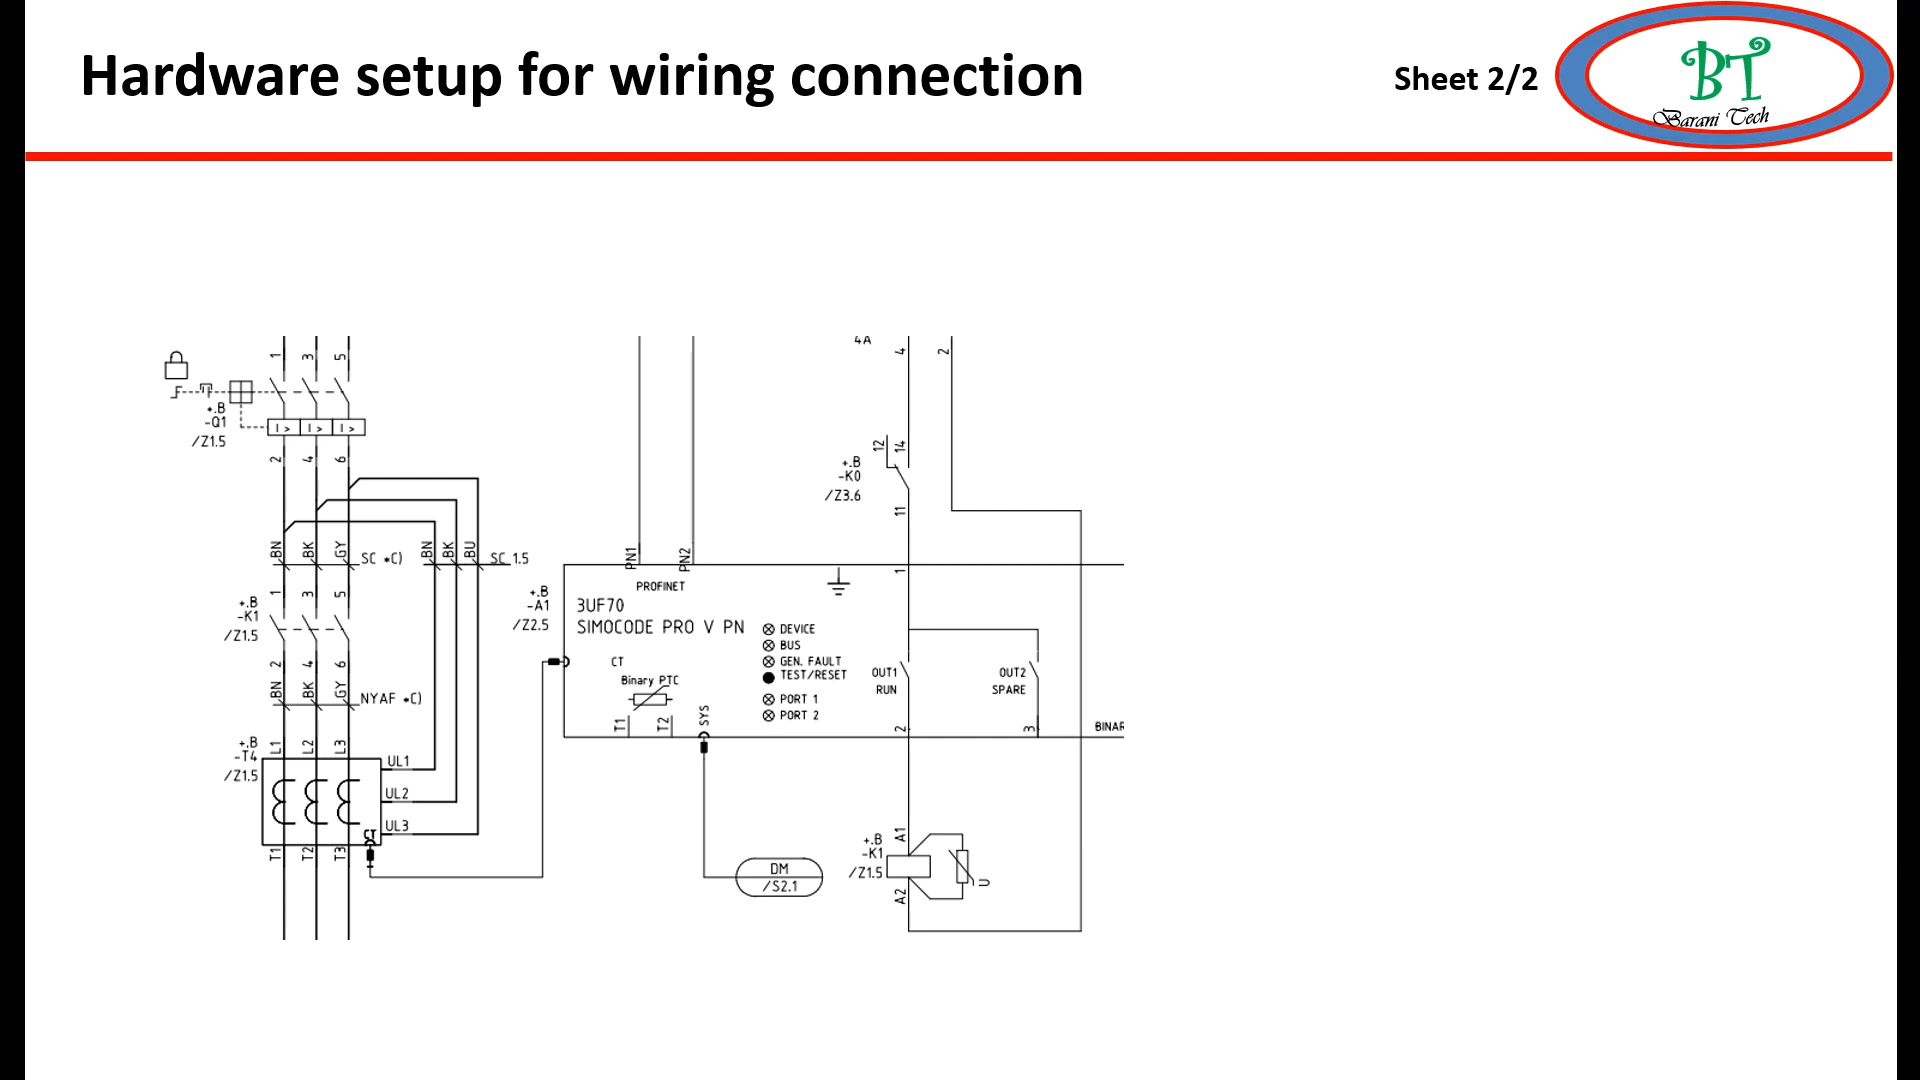 Hardware setup for wiring connection
Sheet 2/2
BT
Barani Tech
1 3 5
+.B
-Q1
/Z1.5
I > I > I >
2 4 6
BN BK GY SC *C)
BN BK BU SC 1.5
1 3 5
+.B
-K1
/Z1.5
2 4 6
BN BK GY NYAF *C)
+.B
-T4
/Z1.5
L1 L2 L3
UL1
UL2
UL3
CT
T1 T2 T3
PN1 PN2
PROFINET
+.B
-A1
/Z2.5
3UF70
SIMOCODE PRO V PN
CT
Binary PTC
T1 T2 SYS
DEVICE
BUS
GEN. FAULT
TEST/RESET
PORT 1
PORT 2
DM
/S2.1
4A
4 2
12 14
+.B
-K0
/Z3.6
11
1
OUT1
RUN
OUT2
SPARE
2 3
BINAR
+.B
-K1
/Z1.5
A1
A2
U